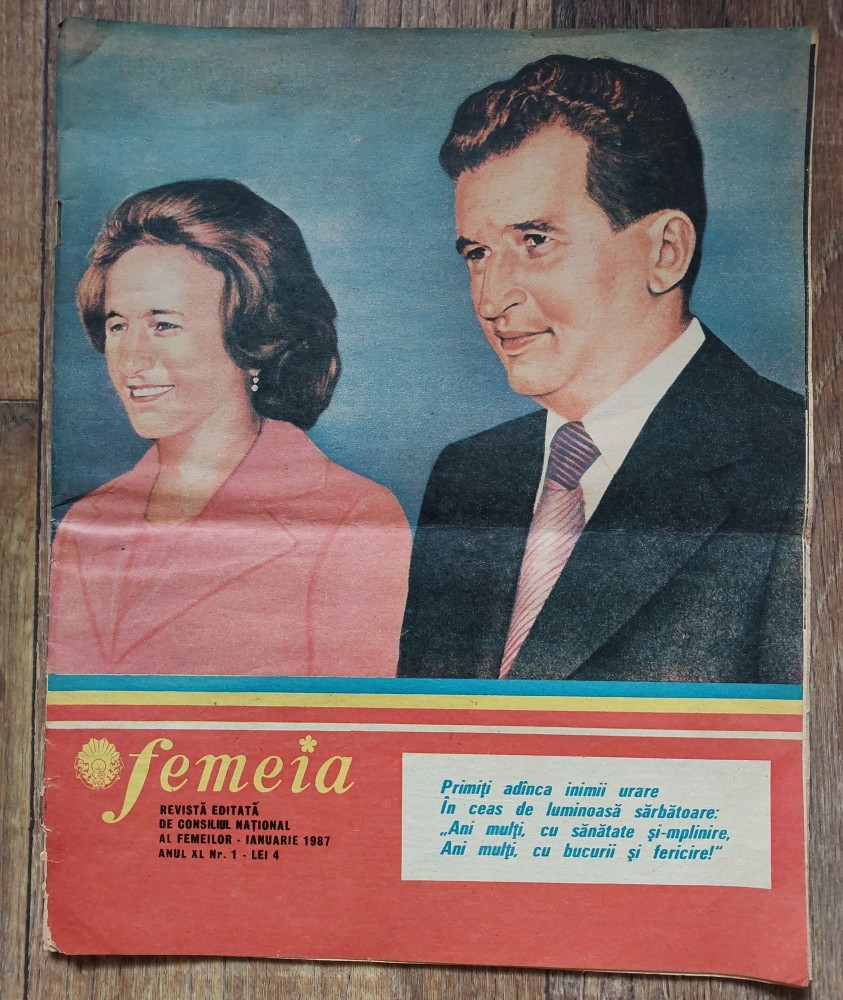 femeia
REVISTĂ EDITATĂ
DE CONSILIUL NAȚIONAL
AL FEMEILOR - IANUARIE 1987
ANUL XL Nr. 1 - LEI 4
Primiți adînca inimii urare
În ceas de luminoasă sărbătoare:
„Ani mulți, cu sănătate și-mplinire,
Ani mulți, cu bucurii și fericire!“